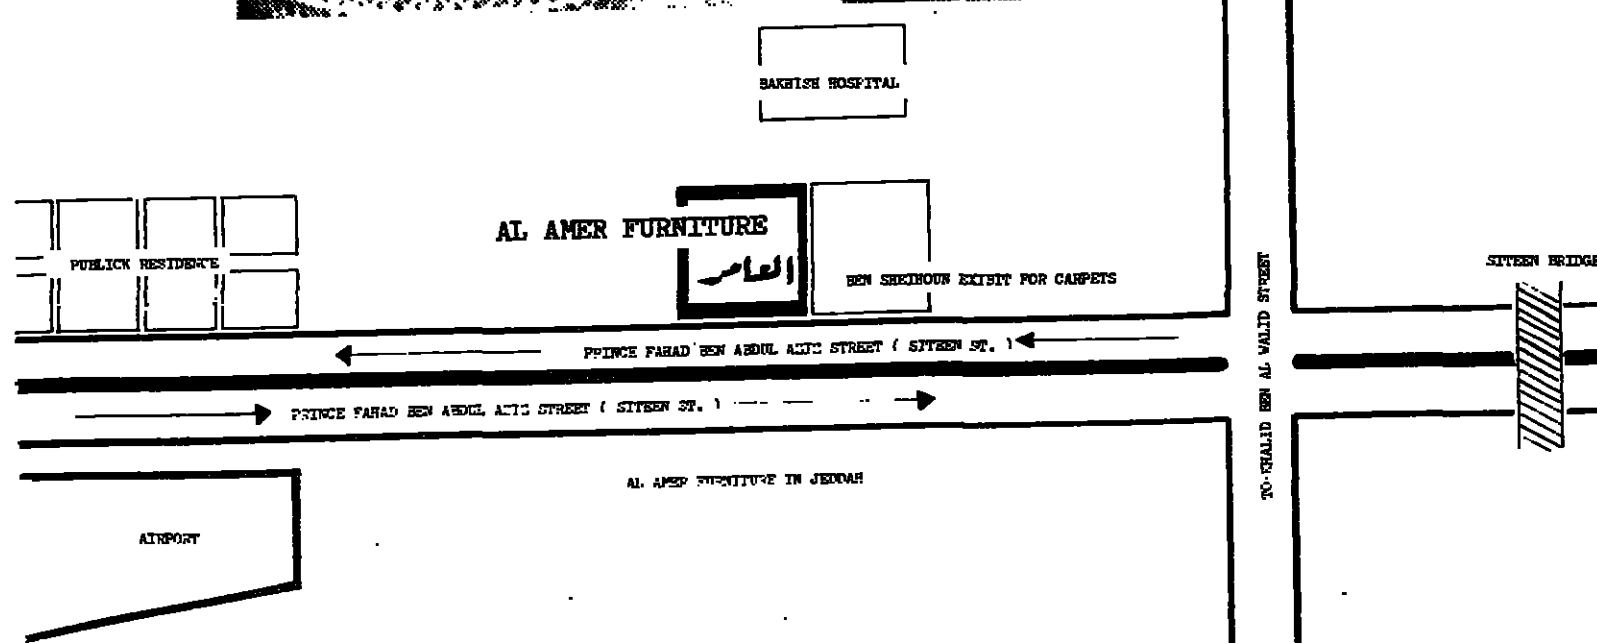 BAKHISH HOSPITAL
AL AMER FURNITURE
العامر
PUBLICK RESIDENCE
BEN SHEIHOUN EXIBIT FOR CARPETS
SITEEN BRIDGE
PRINCE FAHAD BEN ABDUL AZIZ STREET ( SITEEN ST. )
PRINCE FAHAD BEN ABDUL AZIZ STREET ( SITEEN ST. )
TO KHALID BEN AL WALID STREET
AL AMER FURNITURE IN JEDDAH
AIRPORT